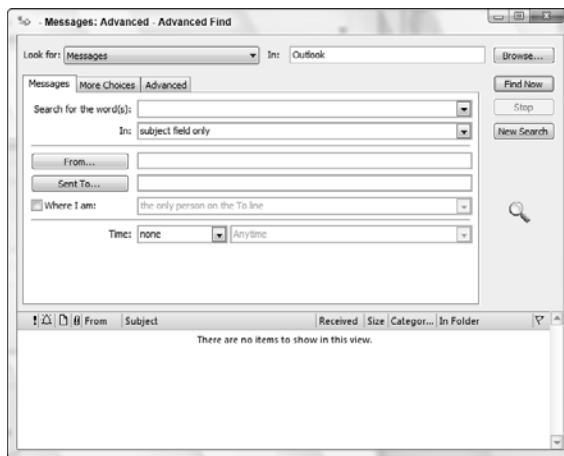 - Messages: Advanced - Advanced Find
Look for: Messages In: Outlook Browse...
Messages More Choices Advanced Find Now
Search for the word(s): Stop
In: subject field only New Search
From...
Sent To...
Where I am: the only person on the To line
Time: none Anytime
! From Subject Received Size Categor... In Folder
There are no items to show in this view.